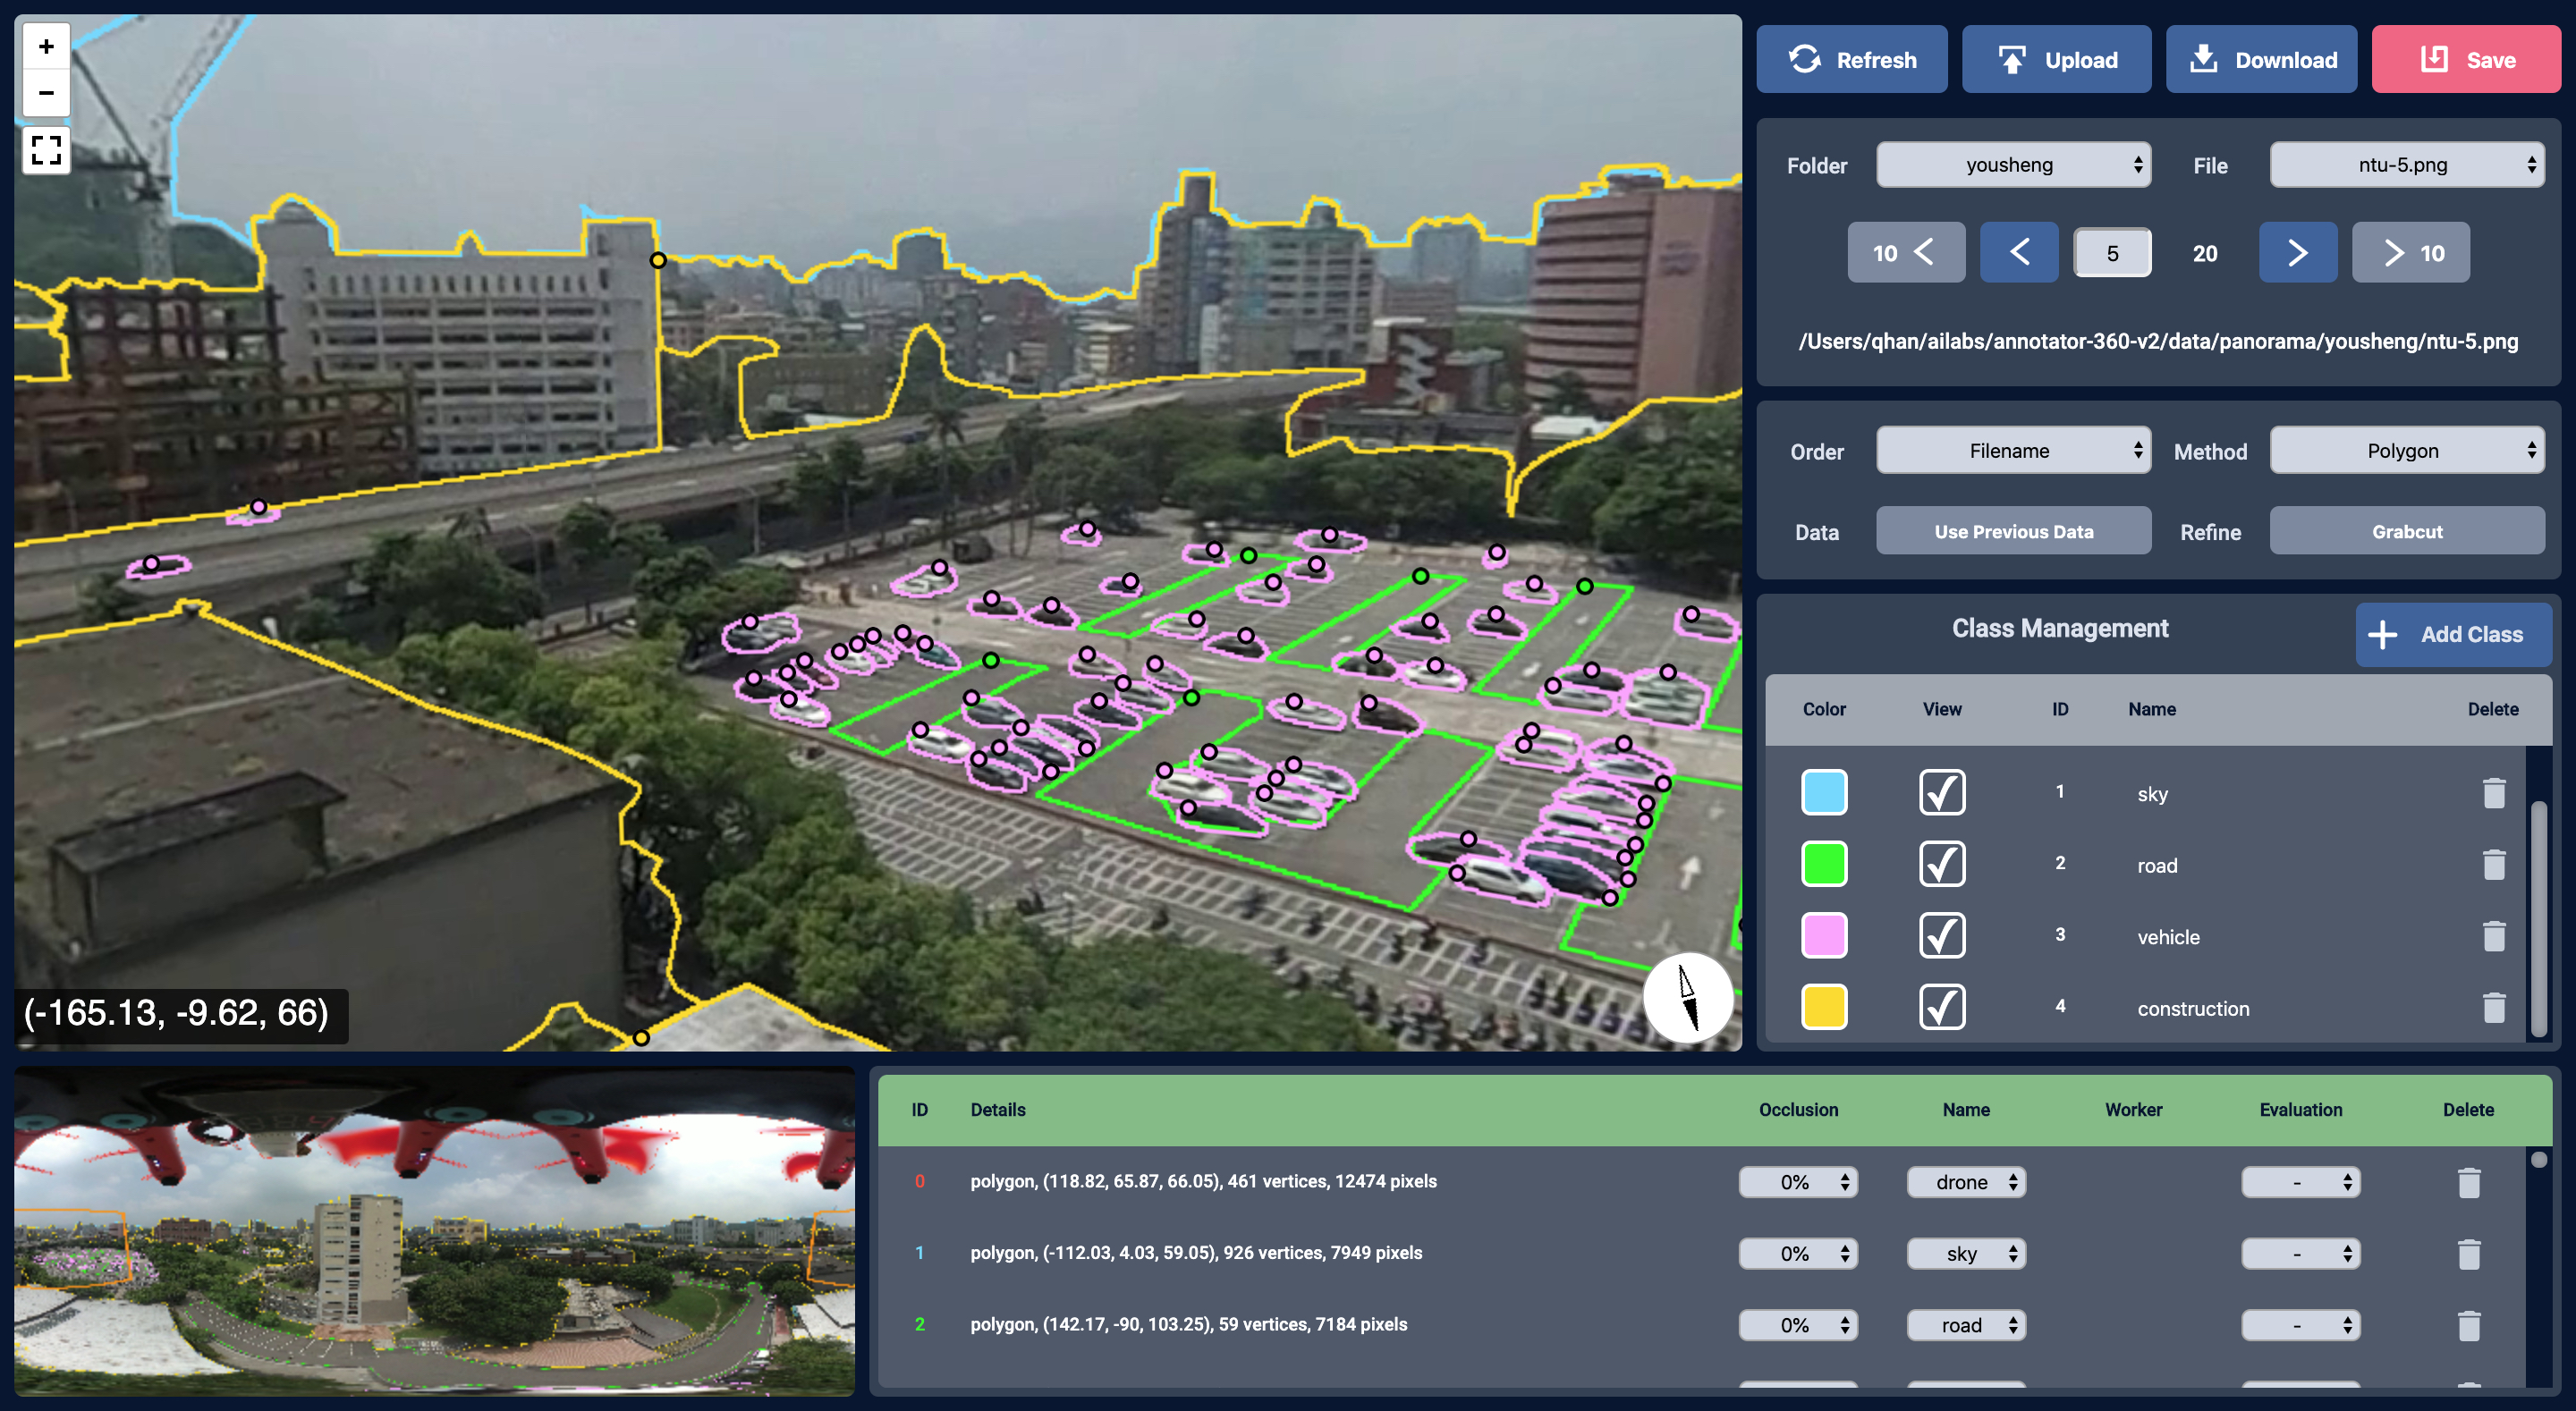 +
−
Refresh
Upload
Download
Save
Folder
yousheng
File
ntu-5.png
10 <
<
5
20
>
> 10
/Users/qhan/ailabs/annotator-360-v2/data/panorama/yousheng/ntu-5.png
Order
Filename
Method
Polygon
Data
Use Previous Data
Refine
Grabcut
Class Management
+ Add Class
Color View ID Name Delete
1 sky
2 road
3 vehicle
4 construction
(-165.13, -9.62, 66)
ID Details Occlusion Name Worker Evaluation Delete
0 polygon, (118.82, 65.87, 66.05), 461 vertices, 12474 pixels 0% drone -
1 polygon, (-112.03, 4.03, 59.05), 926 vertices, 7949 pixels 0% sky -
2 polygon, (142.17, -90, 103.25), 59 vertices, 7184 pixels 0% road -